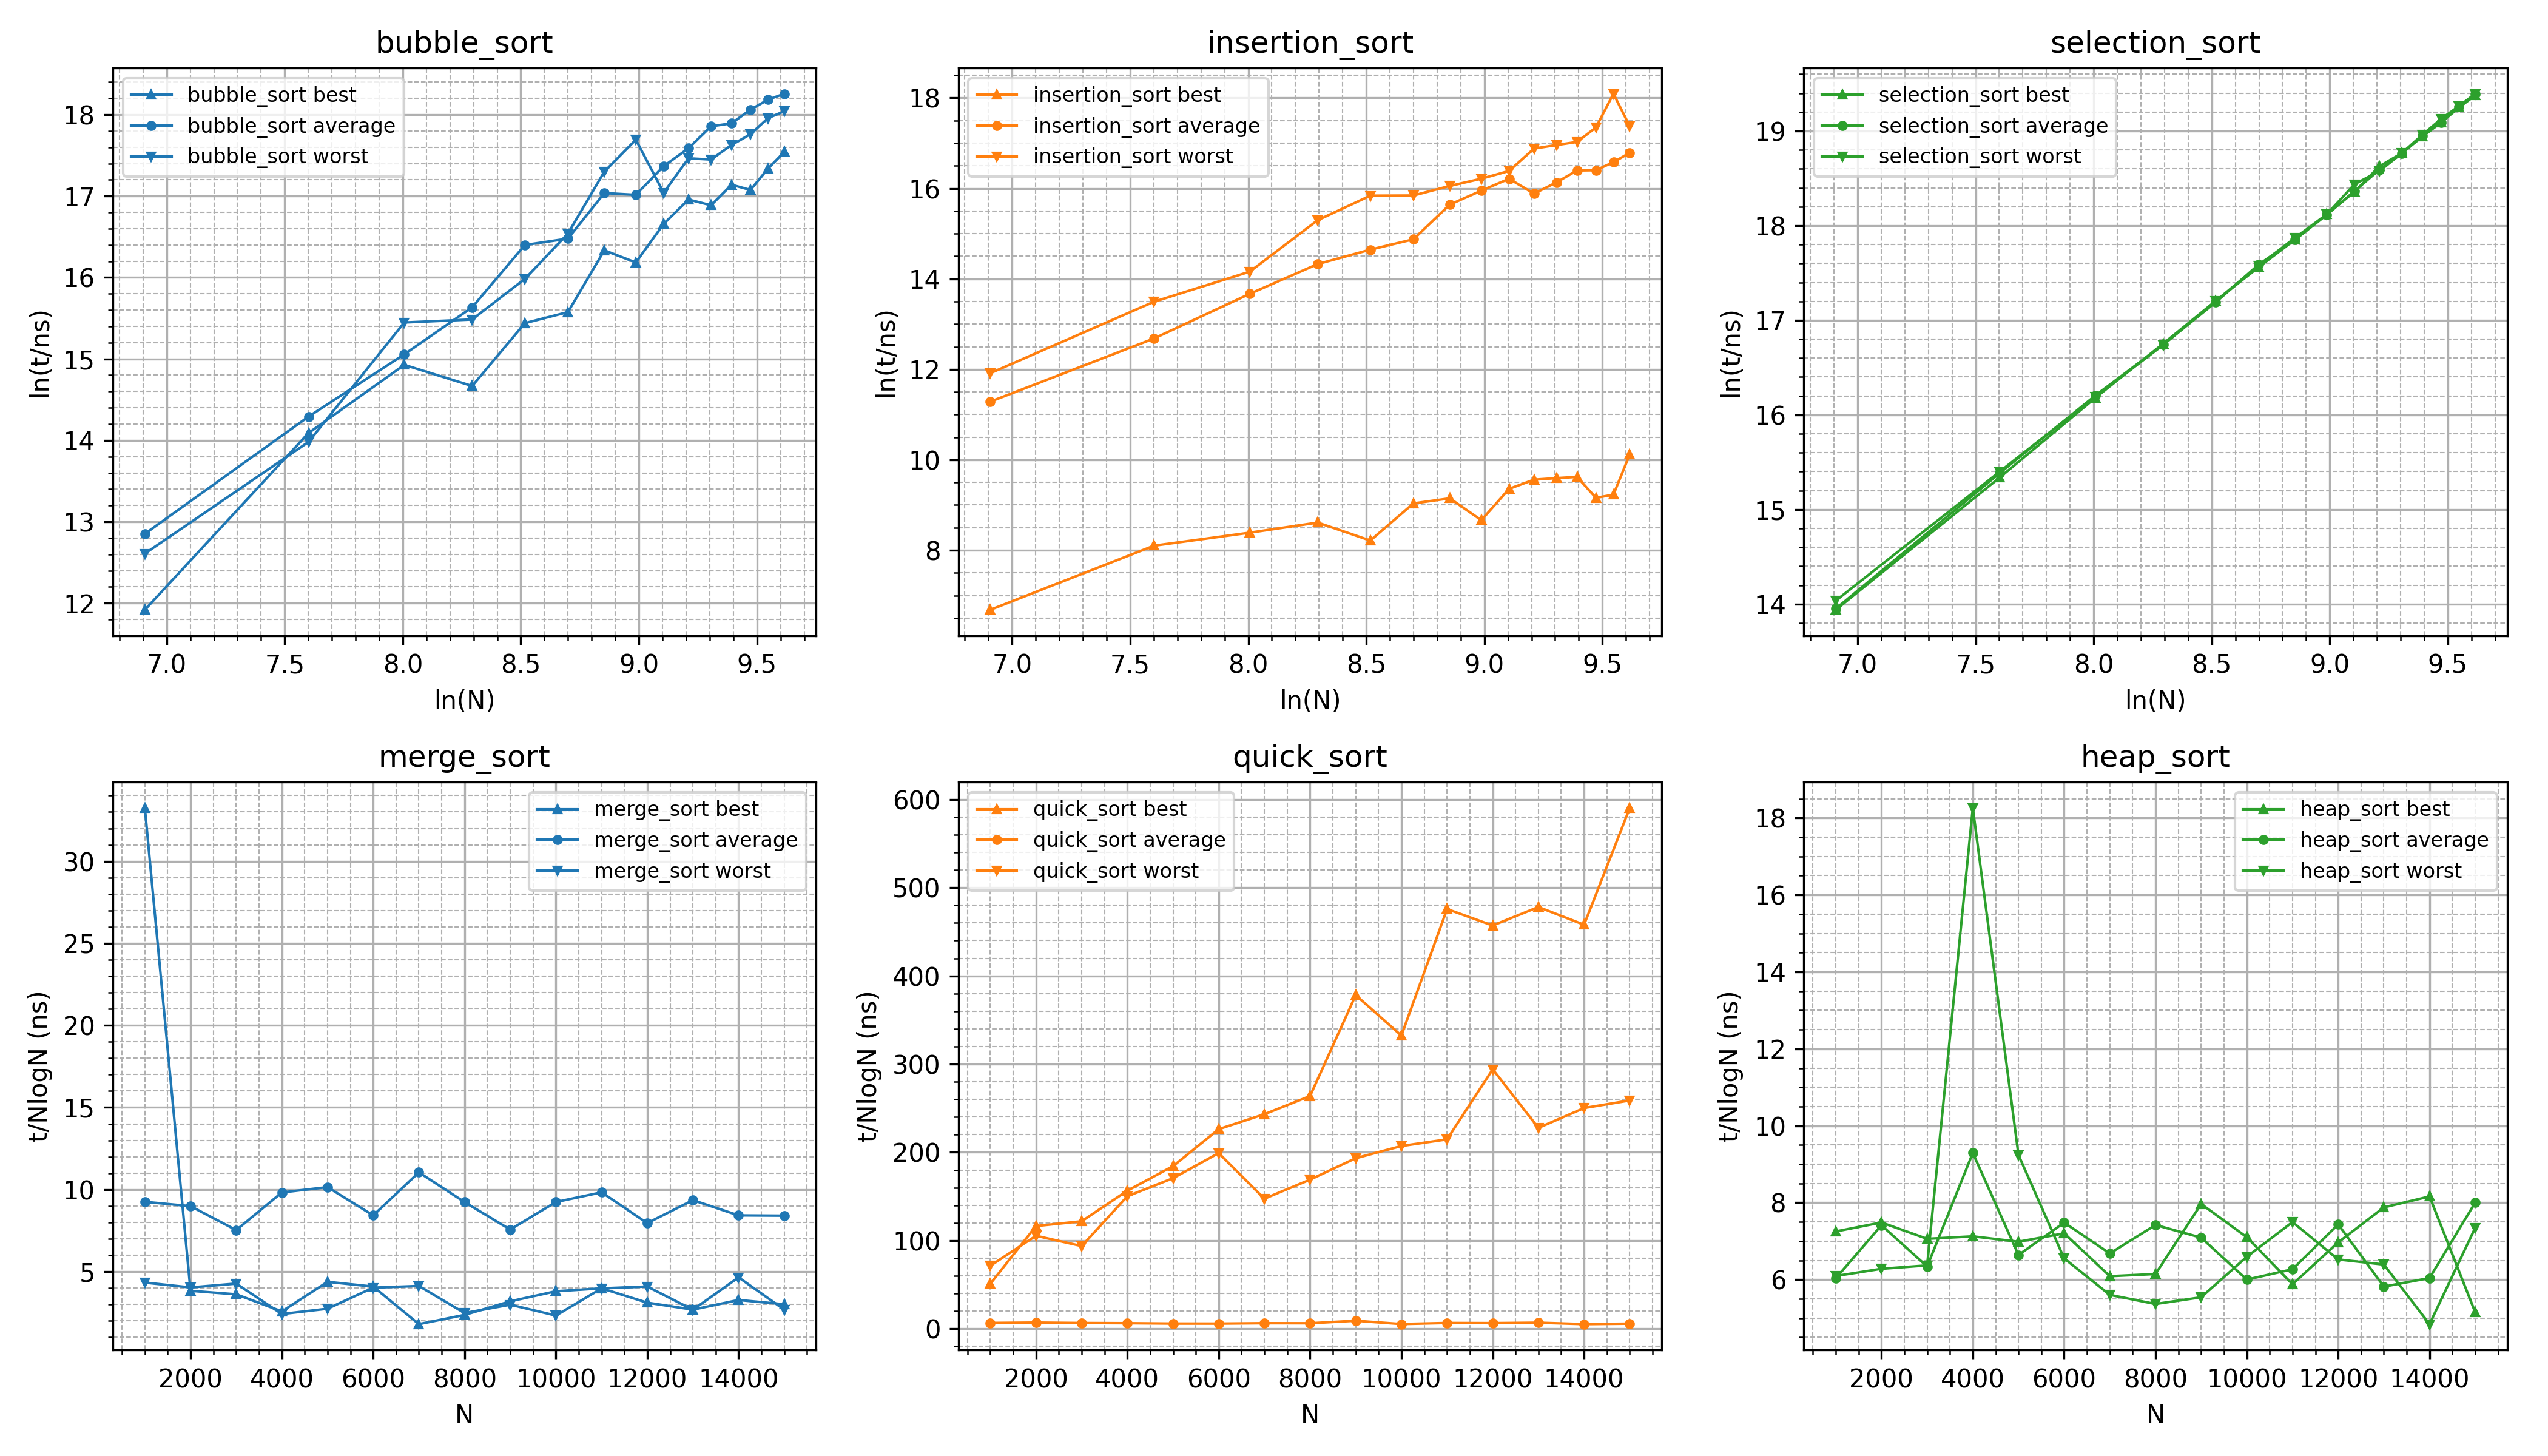 bubble_sort
bubble_sort best
bubble_sort average
bubble_sort worst
ln(t/ns)
18
17
16
15
14
13
12
7.0 7.5 8.0 8.5 9.0 9.5
ln(N)
insertion_sort
insertion_sort best
insertion_sort average
insertion_sort worst
ln(t/ns)
18
16
14
12
10
8
7.0 7.5 8.0 8.5 9.0 9.5
ln(N)
selection_sort
selection_sort best
selection_sort average
selection_sort worst
ln(t/ns)
19
18
17
16
15
14
7.0 7.5 8.0 8.5 9.0 9.5
ln(N)
merge_sort
merge_sort best
merge_sort average
merge_sort worst
t/NlogN (ns)
30
25
20
15
10
5
2000 4000 6000 8000 10000 12000 14000
N
quick_sort
quick_sort best
quick_sort average
quick_sort worst
t/NlogN (ns)
600
500
400
300
200
100
0
2000 4000 6000 8000 10000 12000 14000
N
heap_sort
heap_sort best
heap_sort average
heap_sort worst
t/NlogN (ns)
18
16
14
12
10
8
6
2000 4000 6000 8000 10000 12000 14000
N